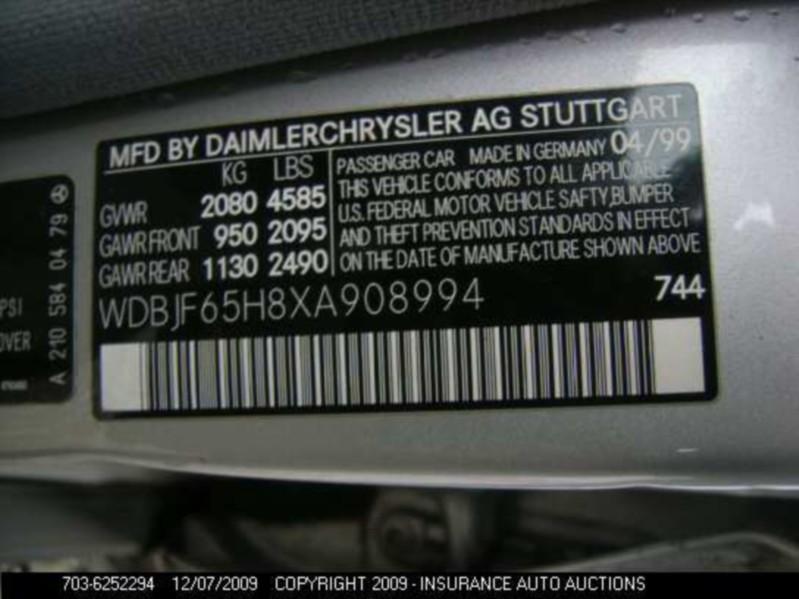 MFD BY DAIMLERCHRYSLER AG STUTTGART
KG LBS
GVWR 2080 4585
GAWR FRONT 950 2095
GAWR REAR 1130 2490
PASSENGER CAR MADE IN GERMANY 04/99
THIS VEHICLE CONFORMS TO ALL APPLICABLE
U.S. FEDERAL MOTOR VEHICLE SAFTY,BUMPER
AND THEFT PREVENTION STANDARDS IN EFFECT
ON THE DATE OF MANUFACTURE SHOWN ABOVE
WDBJF65H8XA908994 744
PSI
OVER
A 210 584 04 79
703-6252294 12/07/2009 COPYRIGHT 2009 - INSURANCE AUTO AUCTIONS